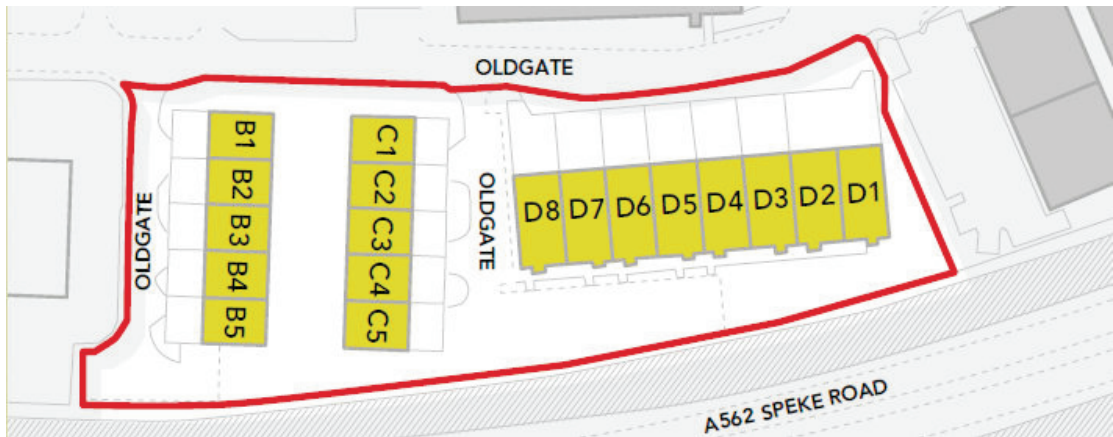 OLDGATE
OLDGATE
B1
B2
B3
B4
B5
C1
C2
C3
C4
C5
OLDGATE
D8 D7 D6 D5 D4 D3 D2 D1
A562 SPEKE ROAD